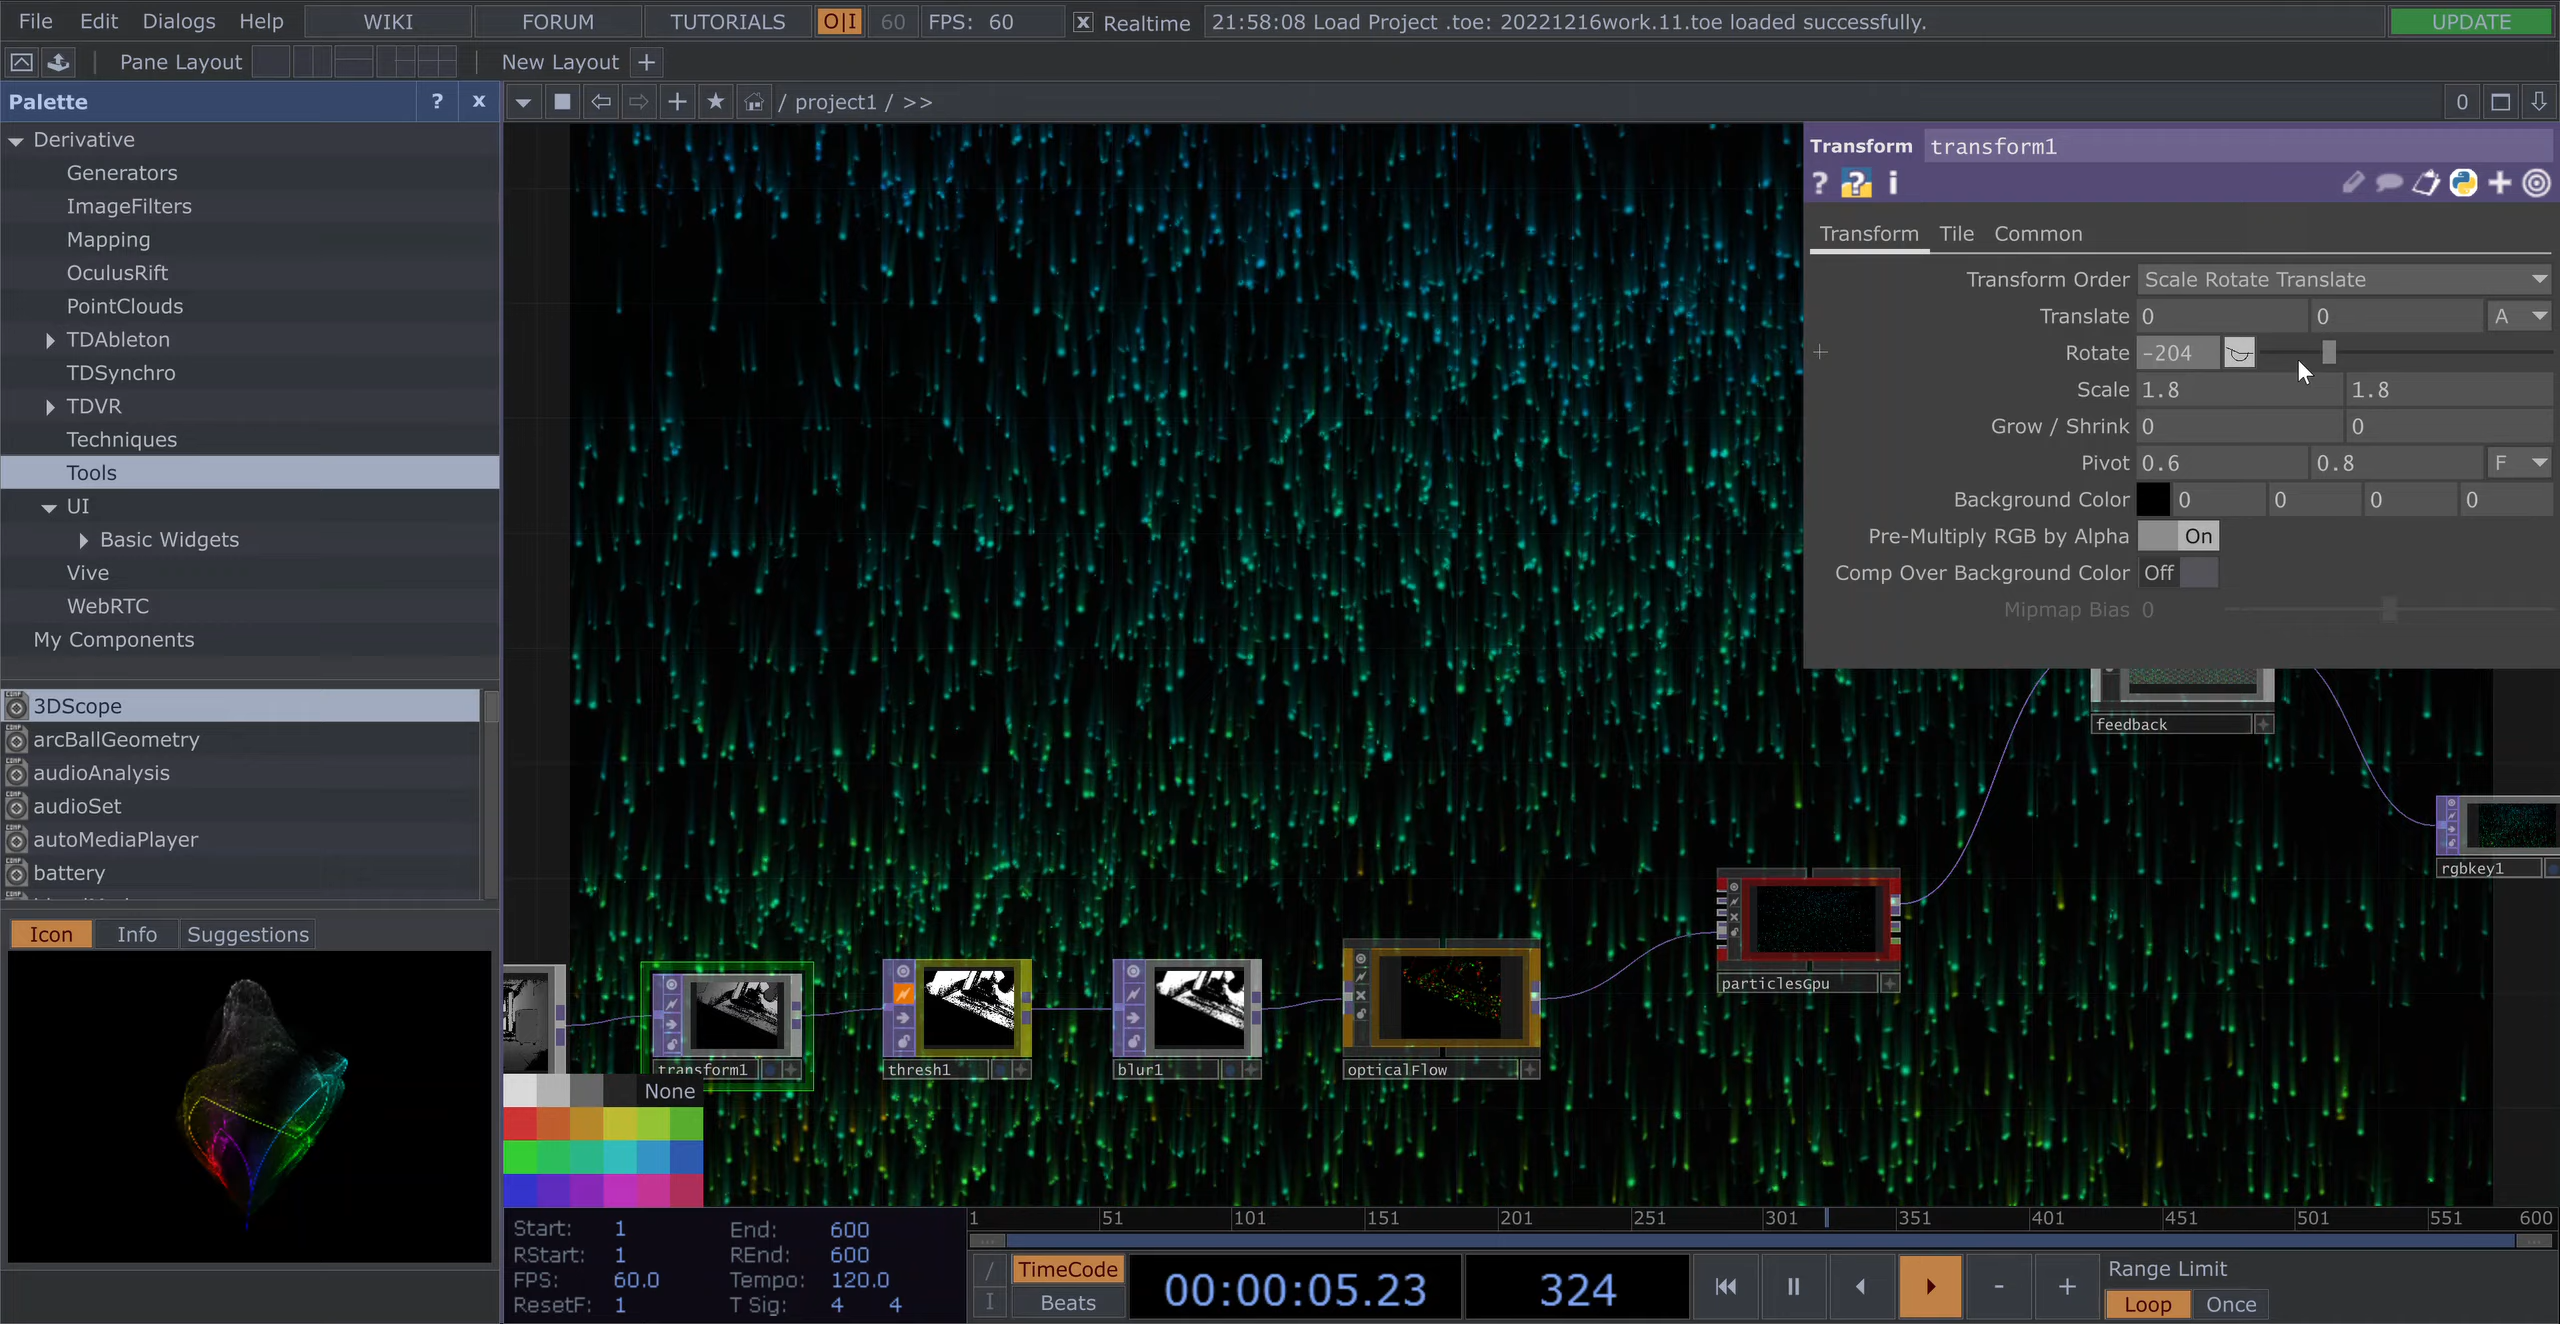 File Edit Dialogs Help WIKI FORUM TUTORIALS O|I 60 FPS: 60 x Realtime 21:58:08 Load Project .toe: 20221216work.11.toe loaded successfully. UPDATE
Pane Layout New Layout +
Palette ? x / project1 / >> 0
Derivative
Generators
ImageFilters
Mapping
OculusRift
PointClouds
TDAbleton
TDSynchro
TDVR
Techniques
Tools
UI
Basic Widgets
Vive
WebRTC
My Components
3DScope
arcBallGeometry
audioAnalysis
audioSet
autoMediaPlayer
battery
Icon Info Suggestions
Transform transform1
? ? i
Transform Tile Common
Transform Order Scale Rotate Translate
Translate 0 0 A
Rotate -204
Scale 1.8 1.8
Grow / Shrink 0 0
Pivot 0.6 0.8 F
Background Color 0 0 0 0
Pre-Multiply RGB by Alpha On
Comp Over Background Color Off
Mipmap Bias 0
feedback
rgbkey1
particlesGpu
transform1 thresh1 blur1 opticalFlow
None
Start: 1 End: 600
RStart: 1 REnd: 600
FPS: 60.0 Tempo: 120.0
ResetF: 1 T Sig: 4 4
1 51 101 151 201 251 301 351 401 451 501 551 600
/ TimeCode 00:00:05.23 324 - + Range Limit
I Beats Loop Once